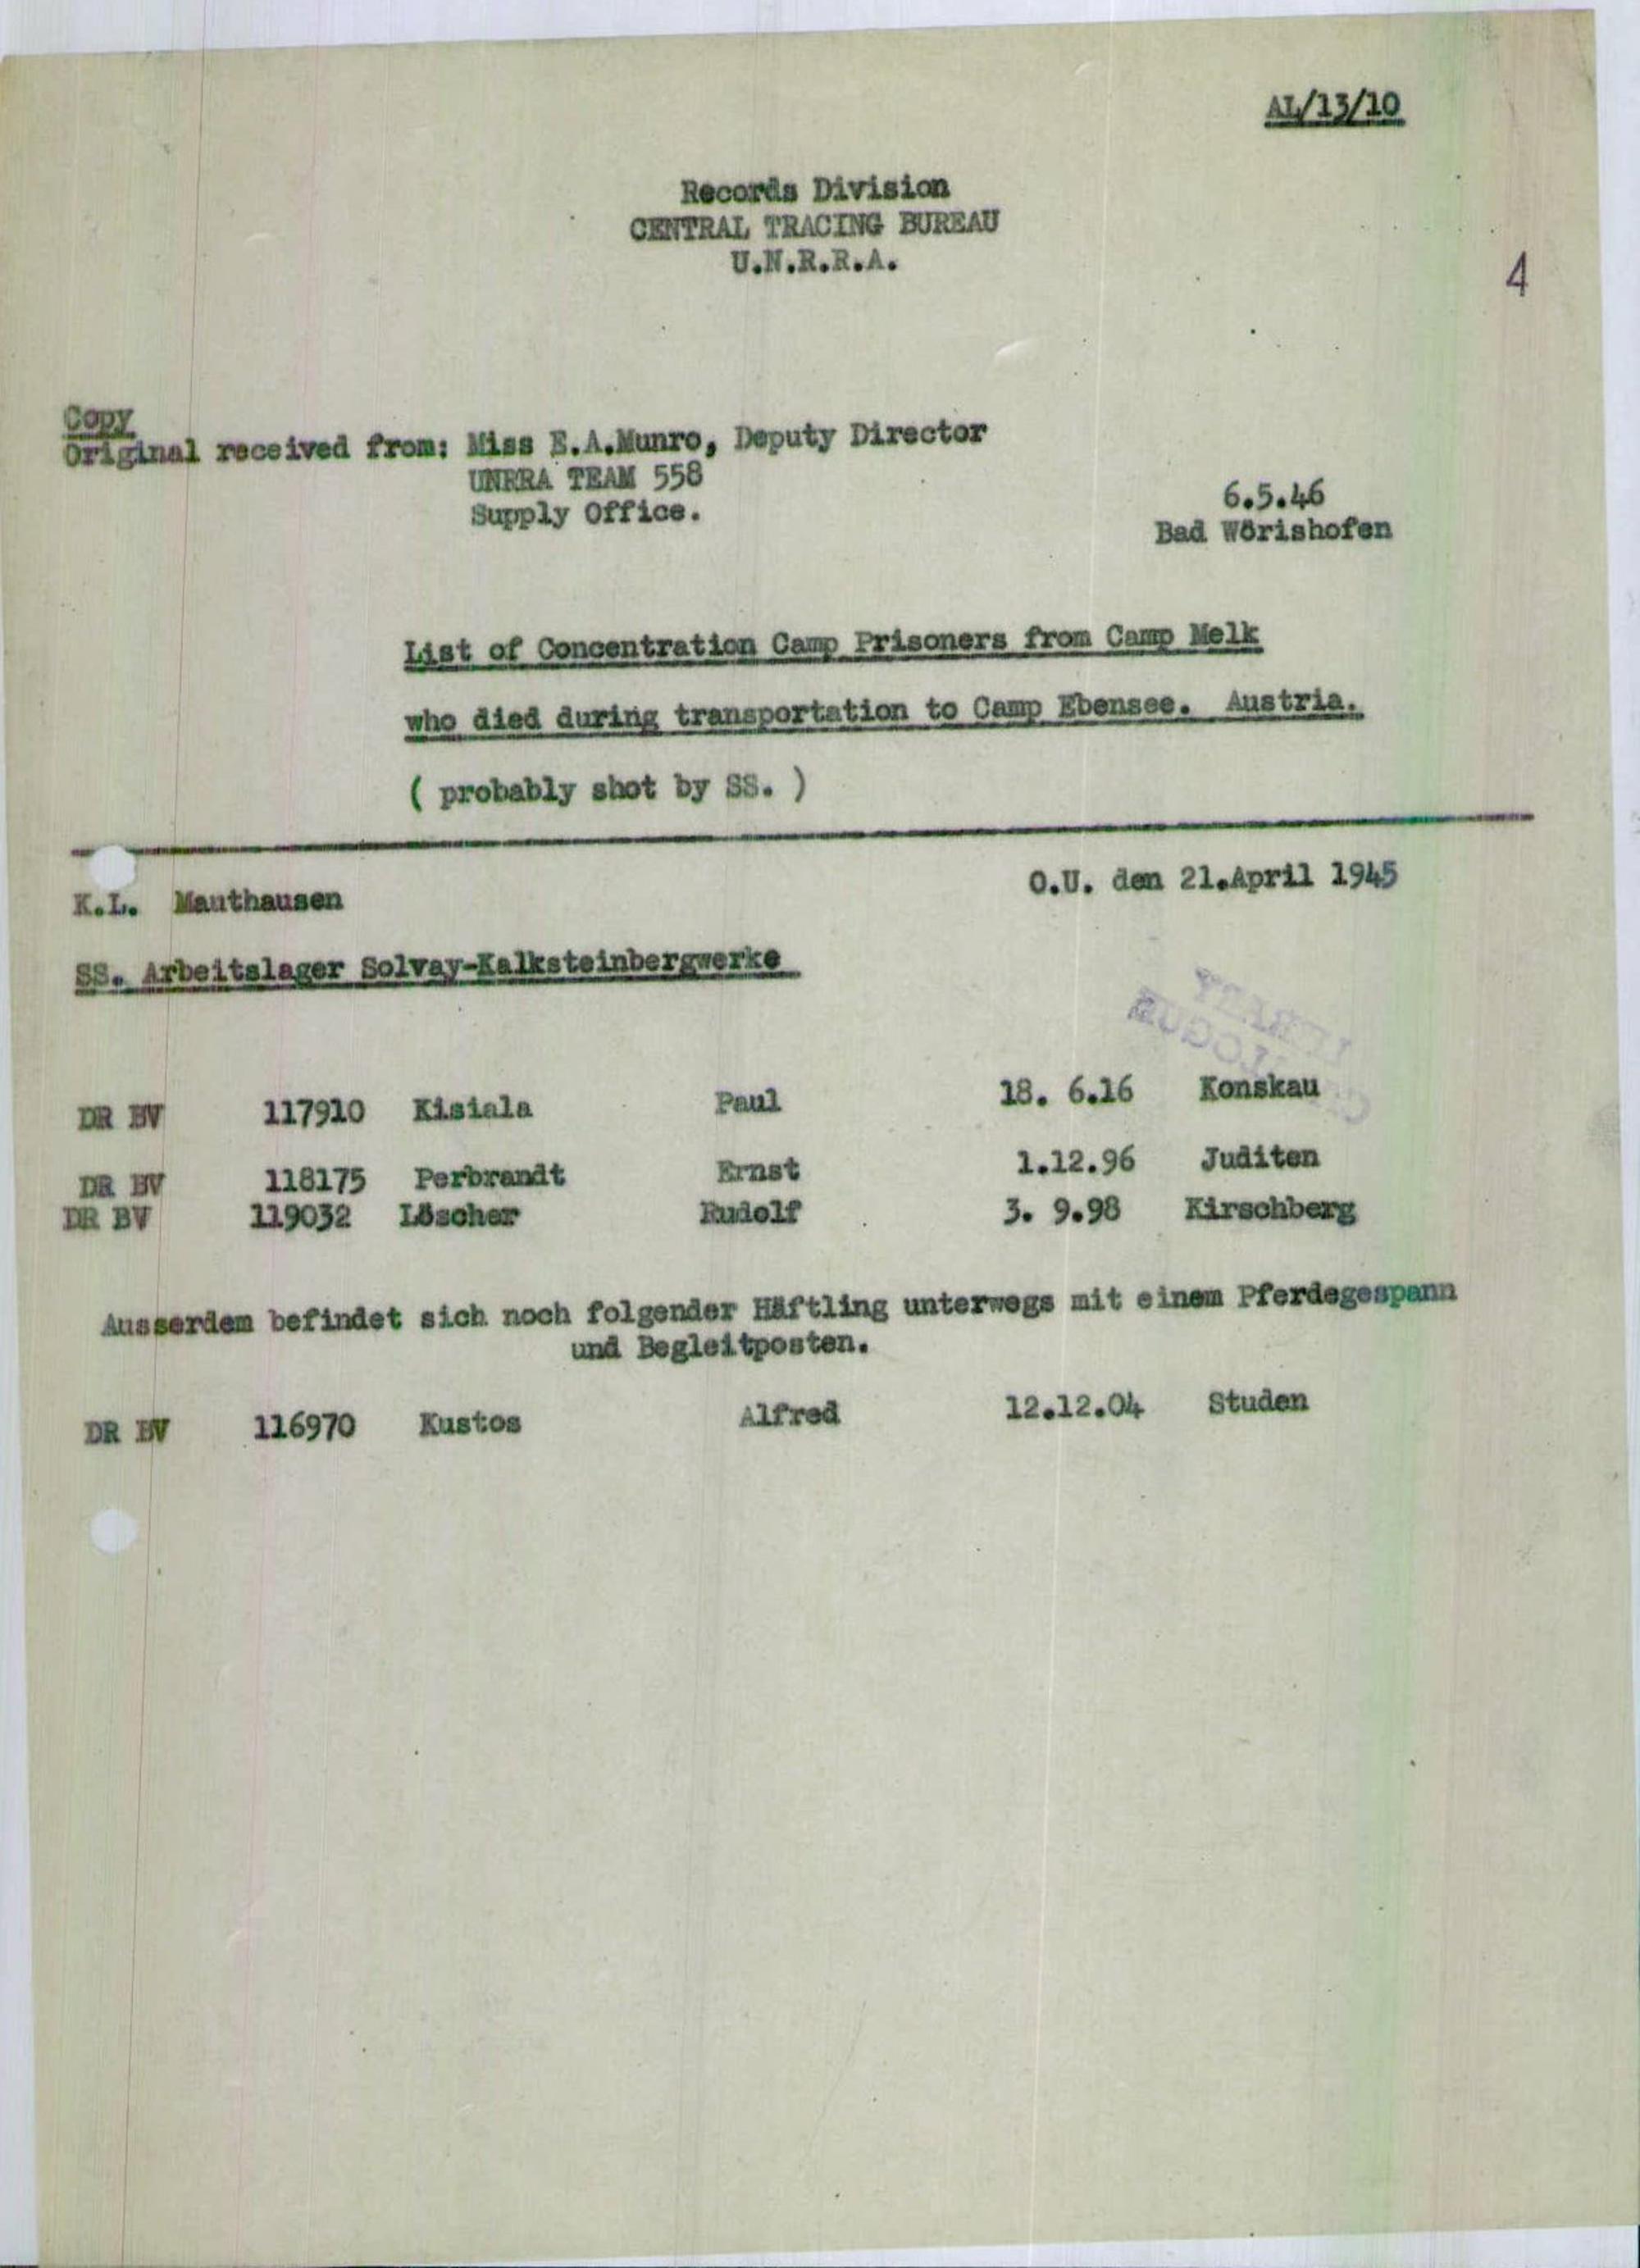 AL/13/10
Records Division
CENTRAL TRACING BUREAU
U.N.R.R.A.
4
Copy
Original received from: Miss E.A.Munro, Deputy Director
UNRRA TEAM 558
Supply Office.
6.5.46
Bad Wörishofen
List of Concentration Camp Prisoners from Camp Melk
who died during transportation to Camp Ebensee. Austria.
( probably shot by SS. )
K.L. Mauthausen
O.U. den 21.April 1945
SS. Arbeitslager Solvay-Kalksteinbergwerke
DR BV 117910 Kisiala Paul 18. 6.16 Konskau
DR BV 118175 Perbrandt Ernst 1.12.96 Juditen
DR BV 119032 Löscher Rudolf 3. 9.98 Kirschberg
Ausserdem befindet sich noch folgender Häftling unterwegs mit einem Pferdegespann
und Begleitposten.
DR BV 116970 Kustos Alfred 12.12.04 Studen